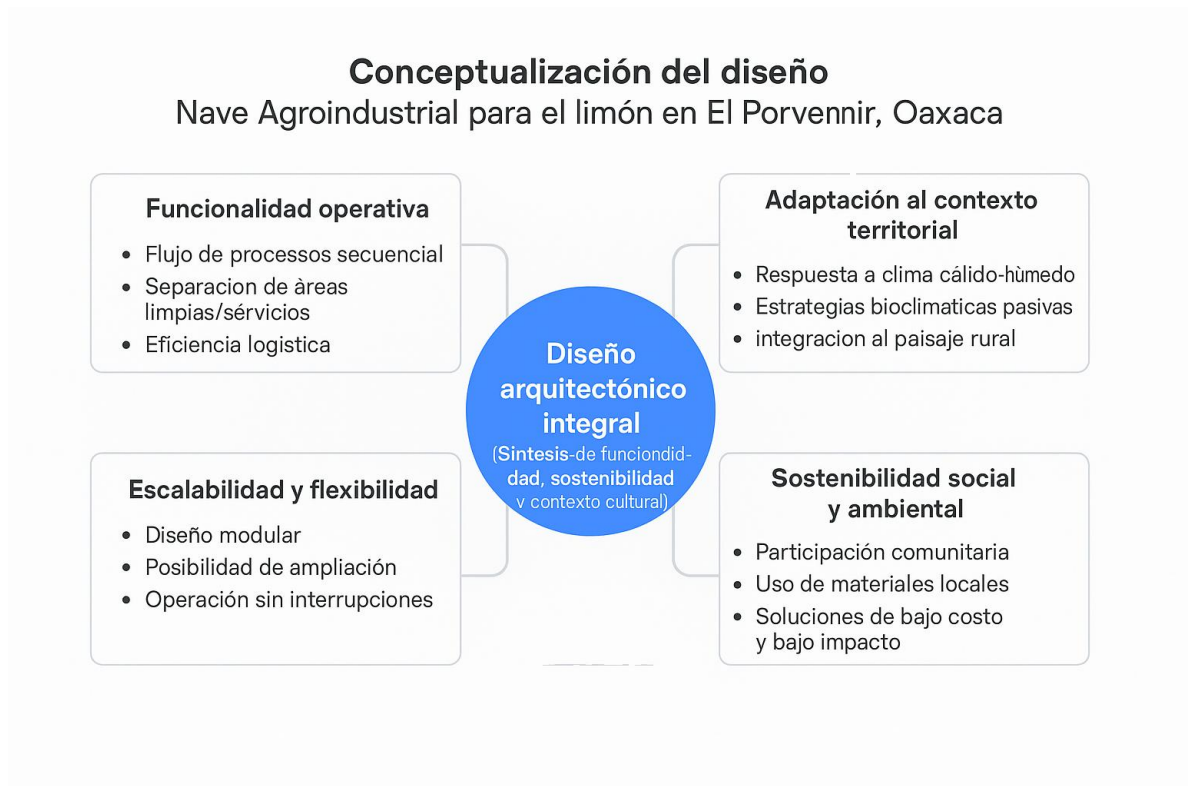 Conceptualización del diseño
Nave Agroindustrial para el limón en El Porvennir, Oaxaca
Funcionalidad operativa
• Flujo de processos secuencial
• Separacion de àreas
limpias/sérvicios
• Eficiencia logistica
Adaptación al contexto
territorial
• Respuesta a clima cálido-hùmedo
• Estrategias bioclimaticas pasivas
• integracion al paisaje rural
Diseño
arquitectónico
integral
(Sintesis-de funciondid-
dad, sostenibilidad
y contexto cultural)
Escalabilidad y flexibilidad
• Diseño modular
• Posibilidad de ampliación
• Operación sin interrupciones
Sostenibilidad social
y ambiental
• Participación comunitaria
• Uso de materiales locales
• Soluciones de bajo costo
y bajo impacto